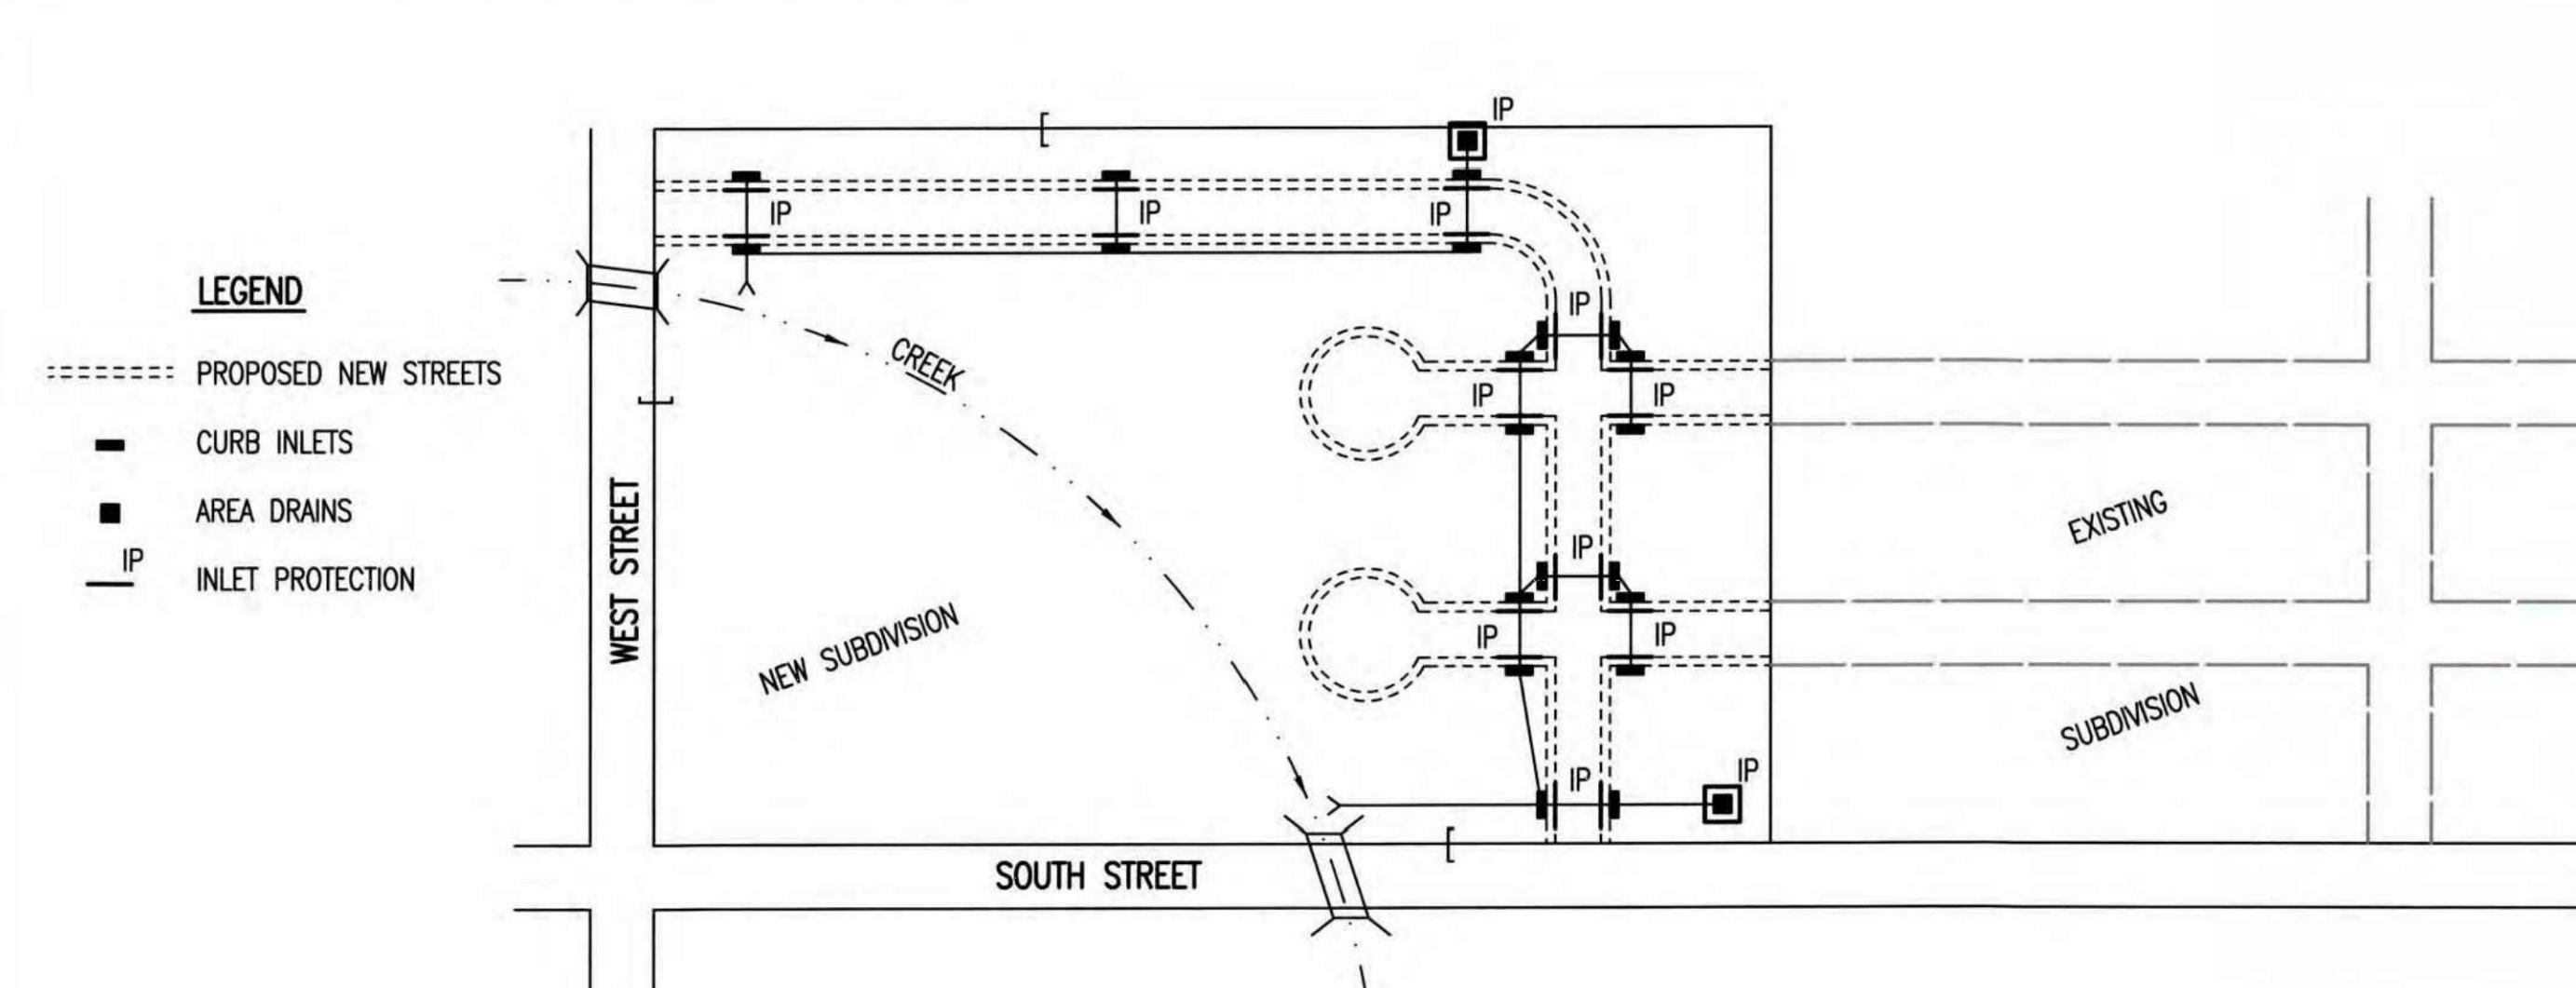 IP
IP
IP
IP
LEGEND
PROPOSED NEW STREETS
CURB INLETS
AREA DRAINS
IP
INLET PROTECTION
WEST STREET
CREEK
NEW SUBDIVISION
IP
IP
IP
IP
IP
IP
IP
IP
EXISTING
SUBDIVISION
SOUTH STREET